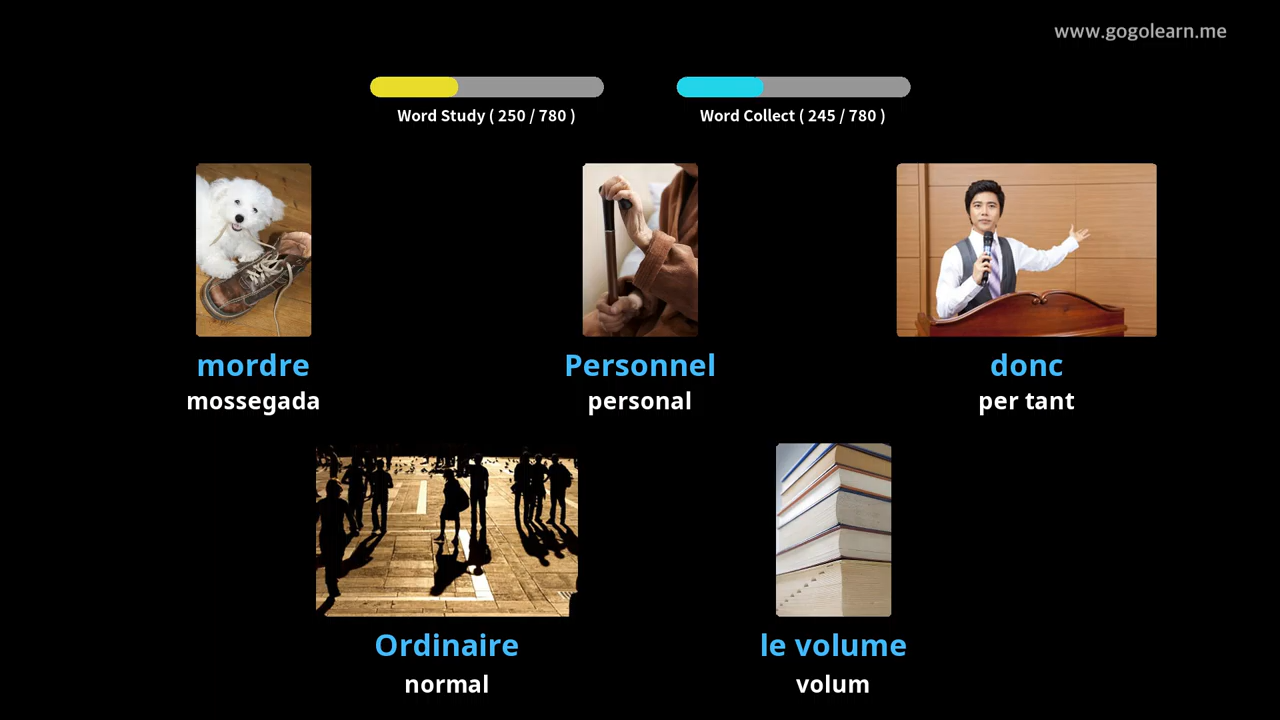 www.gogolearn.me
Word Study ( 250 / 780 )
Word Collect ( 245 / 780 )
mordre
mossegada
Personnel
personal
donc
per tant
Ordinaire
normal
le volume
volum